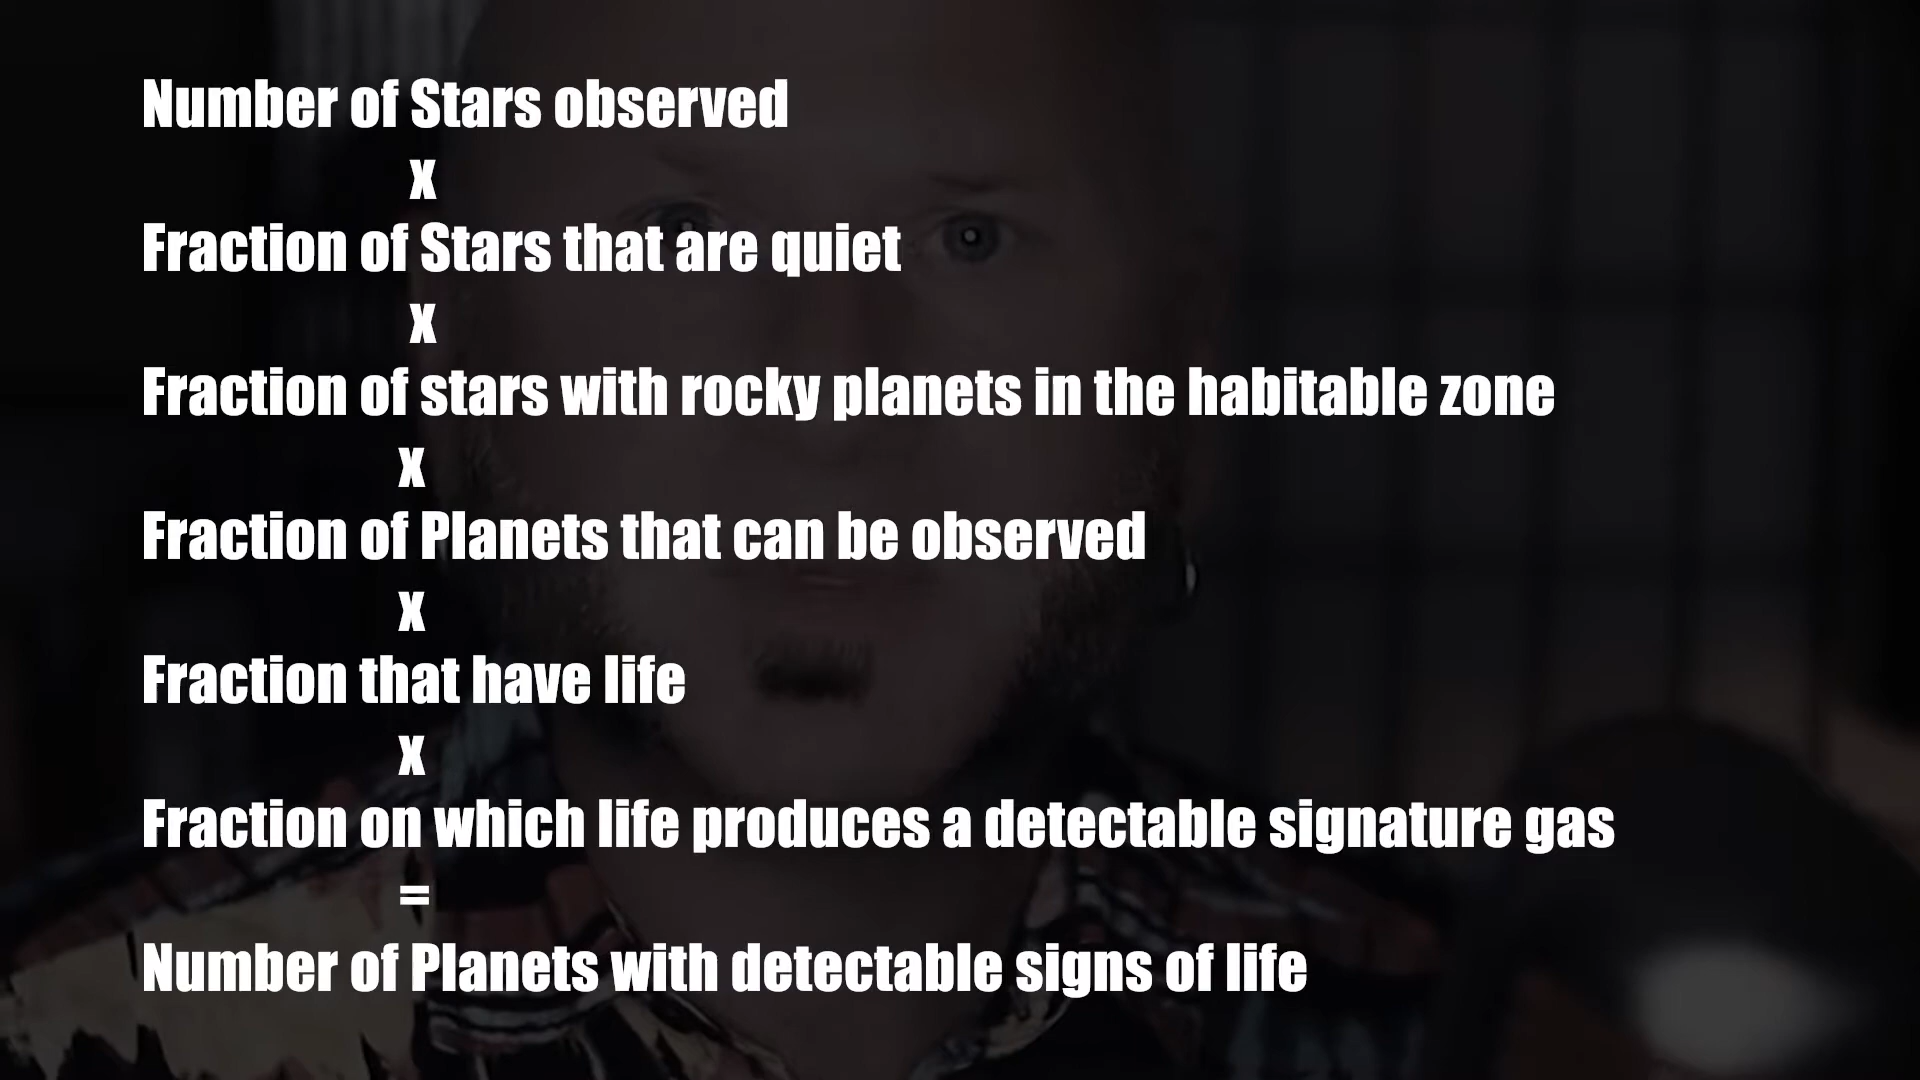 Number of Stars observed
x
Fraction of Stars that are quiet
x
Fraction of stars with rocky planets in the habitable zone
x
Fraction of Planets that can be observed
x
Fraction that have life
x
Fraction on which life produces a detectable signature gas
=
Number of Planets with detectable signs of life